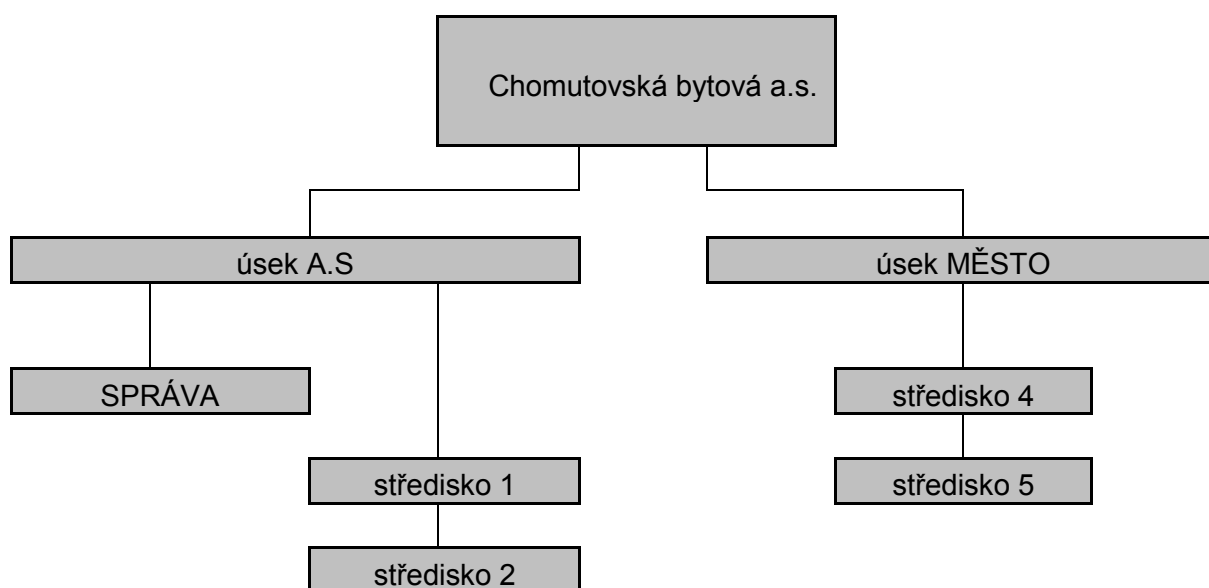 Chomutovská bytová a.s.
úsek A.S
úsek MĚSTO
SPRÁVA
středisko 4
středisko 1
středisko 5
středisko 2